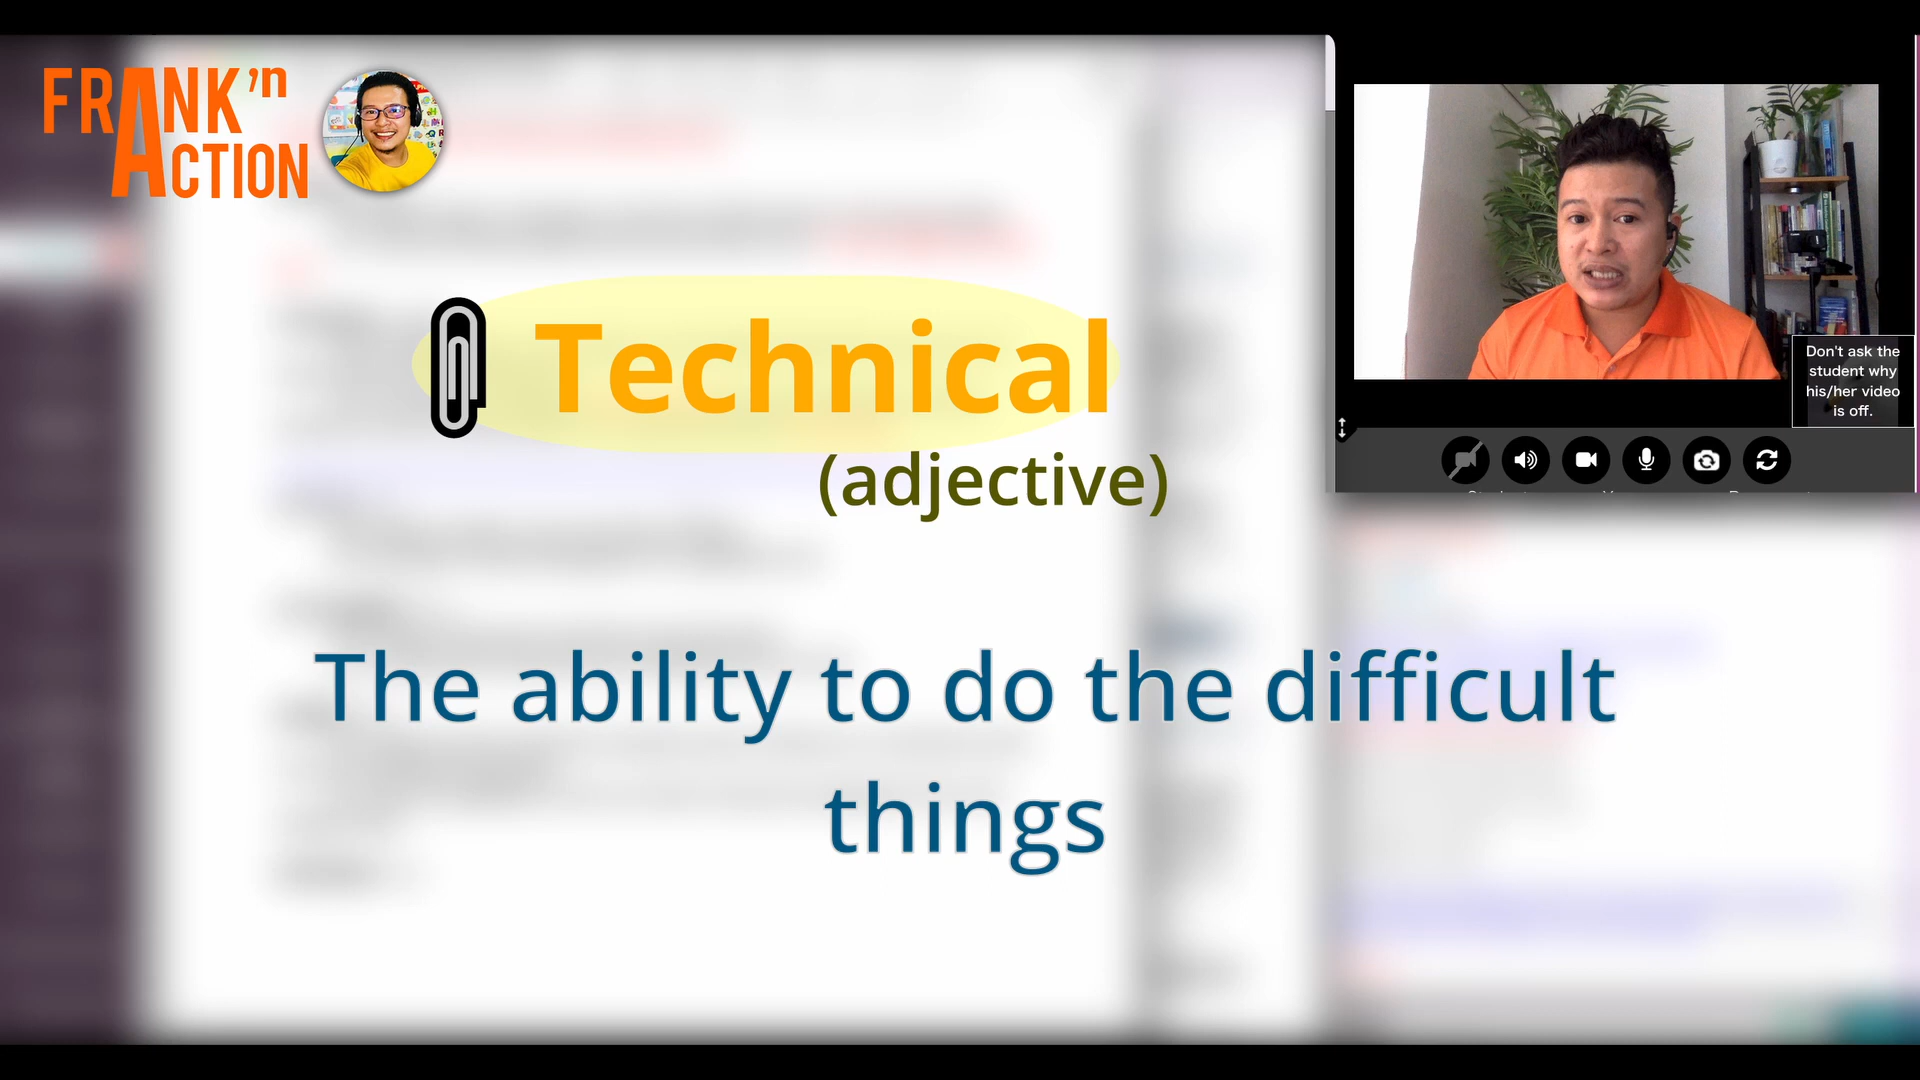 FRANK'n
ACTION
Technical
(adjective)
The ability to do the difficult
things
Don't ask the
student why
his/her video
is off.